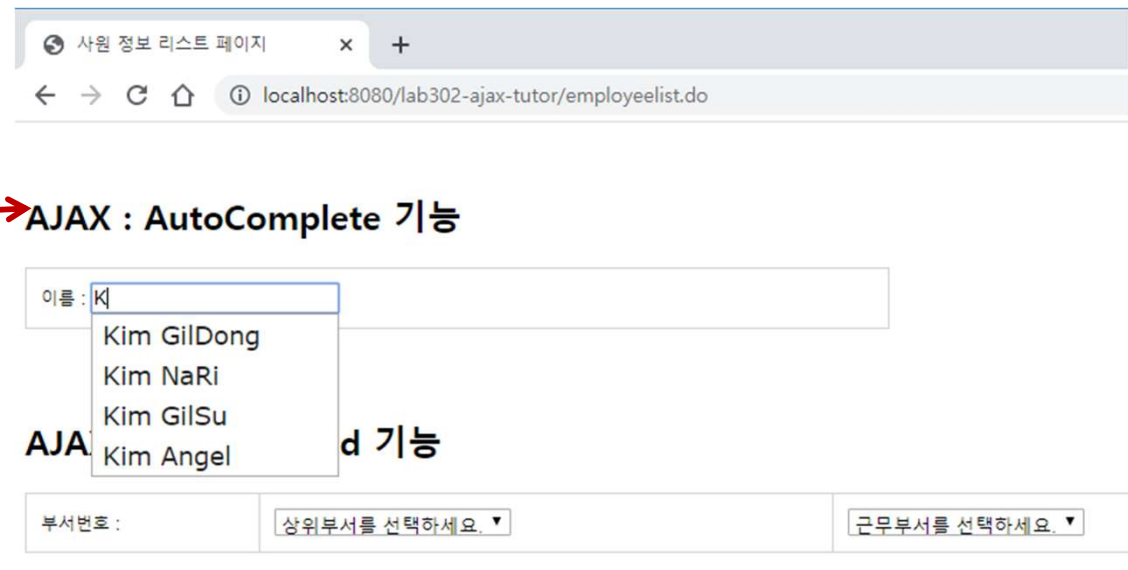 사원 정보 리스트 페이지
localhost:8080/lab302-ajax-tutor/employeelist.do
AJAX : AutoComplete 기능
이름 : K
Kim GilDong
Kim NaRi
Kim GilSu
Kim Angel
AJA d 기능
부서번호 : 상위부서를 선택하세요. 근무부서를 선택하세요.